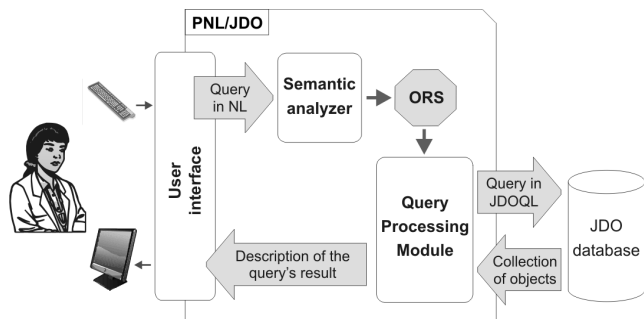 PNL/JDO
Query
in NL
Semantic
analyzer
ORS
User
interface
Query
Processing
Module
Query in
JDOQL
JDO
database
Description of the
query's result
Collection
of objects